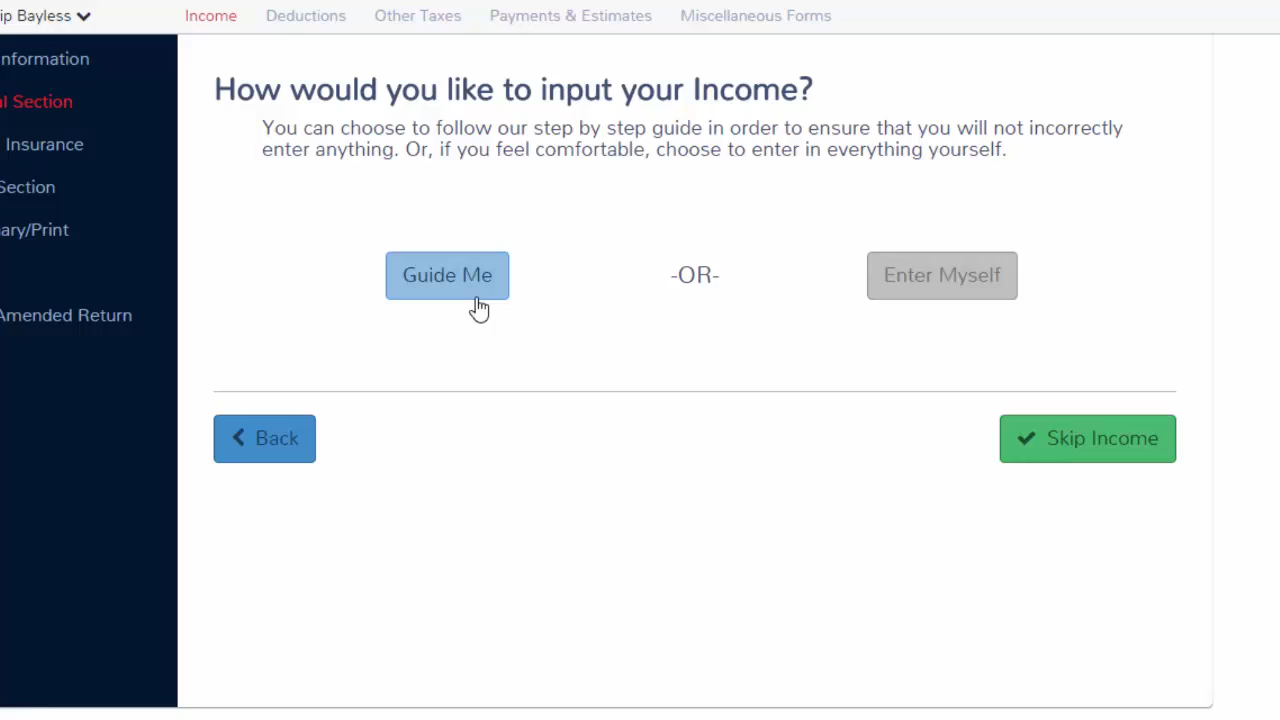 ip Bayless
Income Deductions Other Taxes Payments & Estimates Miscellaneous Forms
nformation
l Section
Insurance
Section
ary/Print
Amended Return
How would you like to input your Income?
You can choose to follow our step by step guide in order to ensure that you will not incorrectly
enter anything. Or, if you feel comfortable, choose to enter in everything yourself.
Guide Me -OR- Enter Myself
Back Skip Income